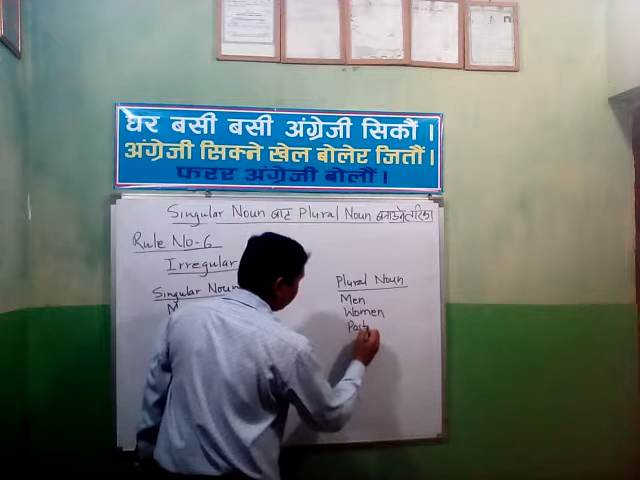 घर बसी बसी अंग्रेजी सिकौं ।
अंग्रेजी सिक्ने खेल बोलेर जितौं ।
फरर अंग्रेजी बोलौं ।
Singular Noun बाट Plural Noun बनाउने तरिका
Rule No-6
Irregular
Singular Noun
Plural Noun
M
Men
Women
Post